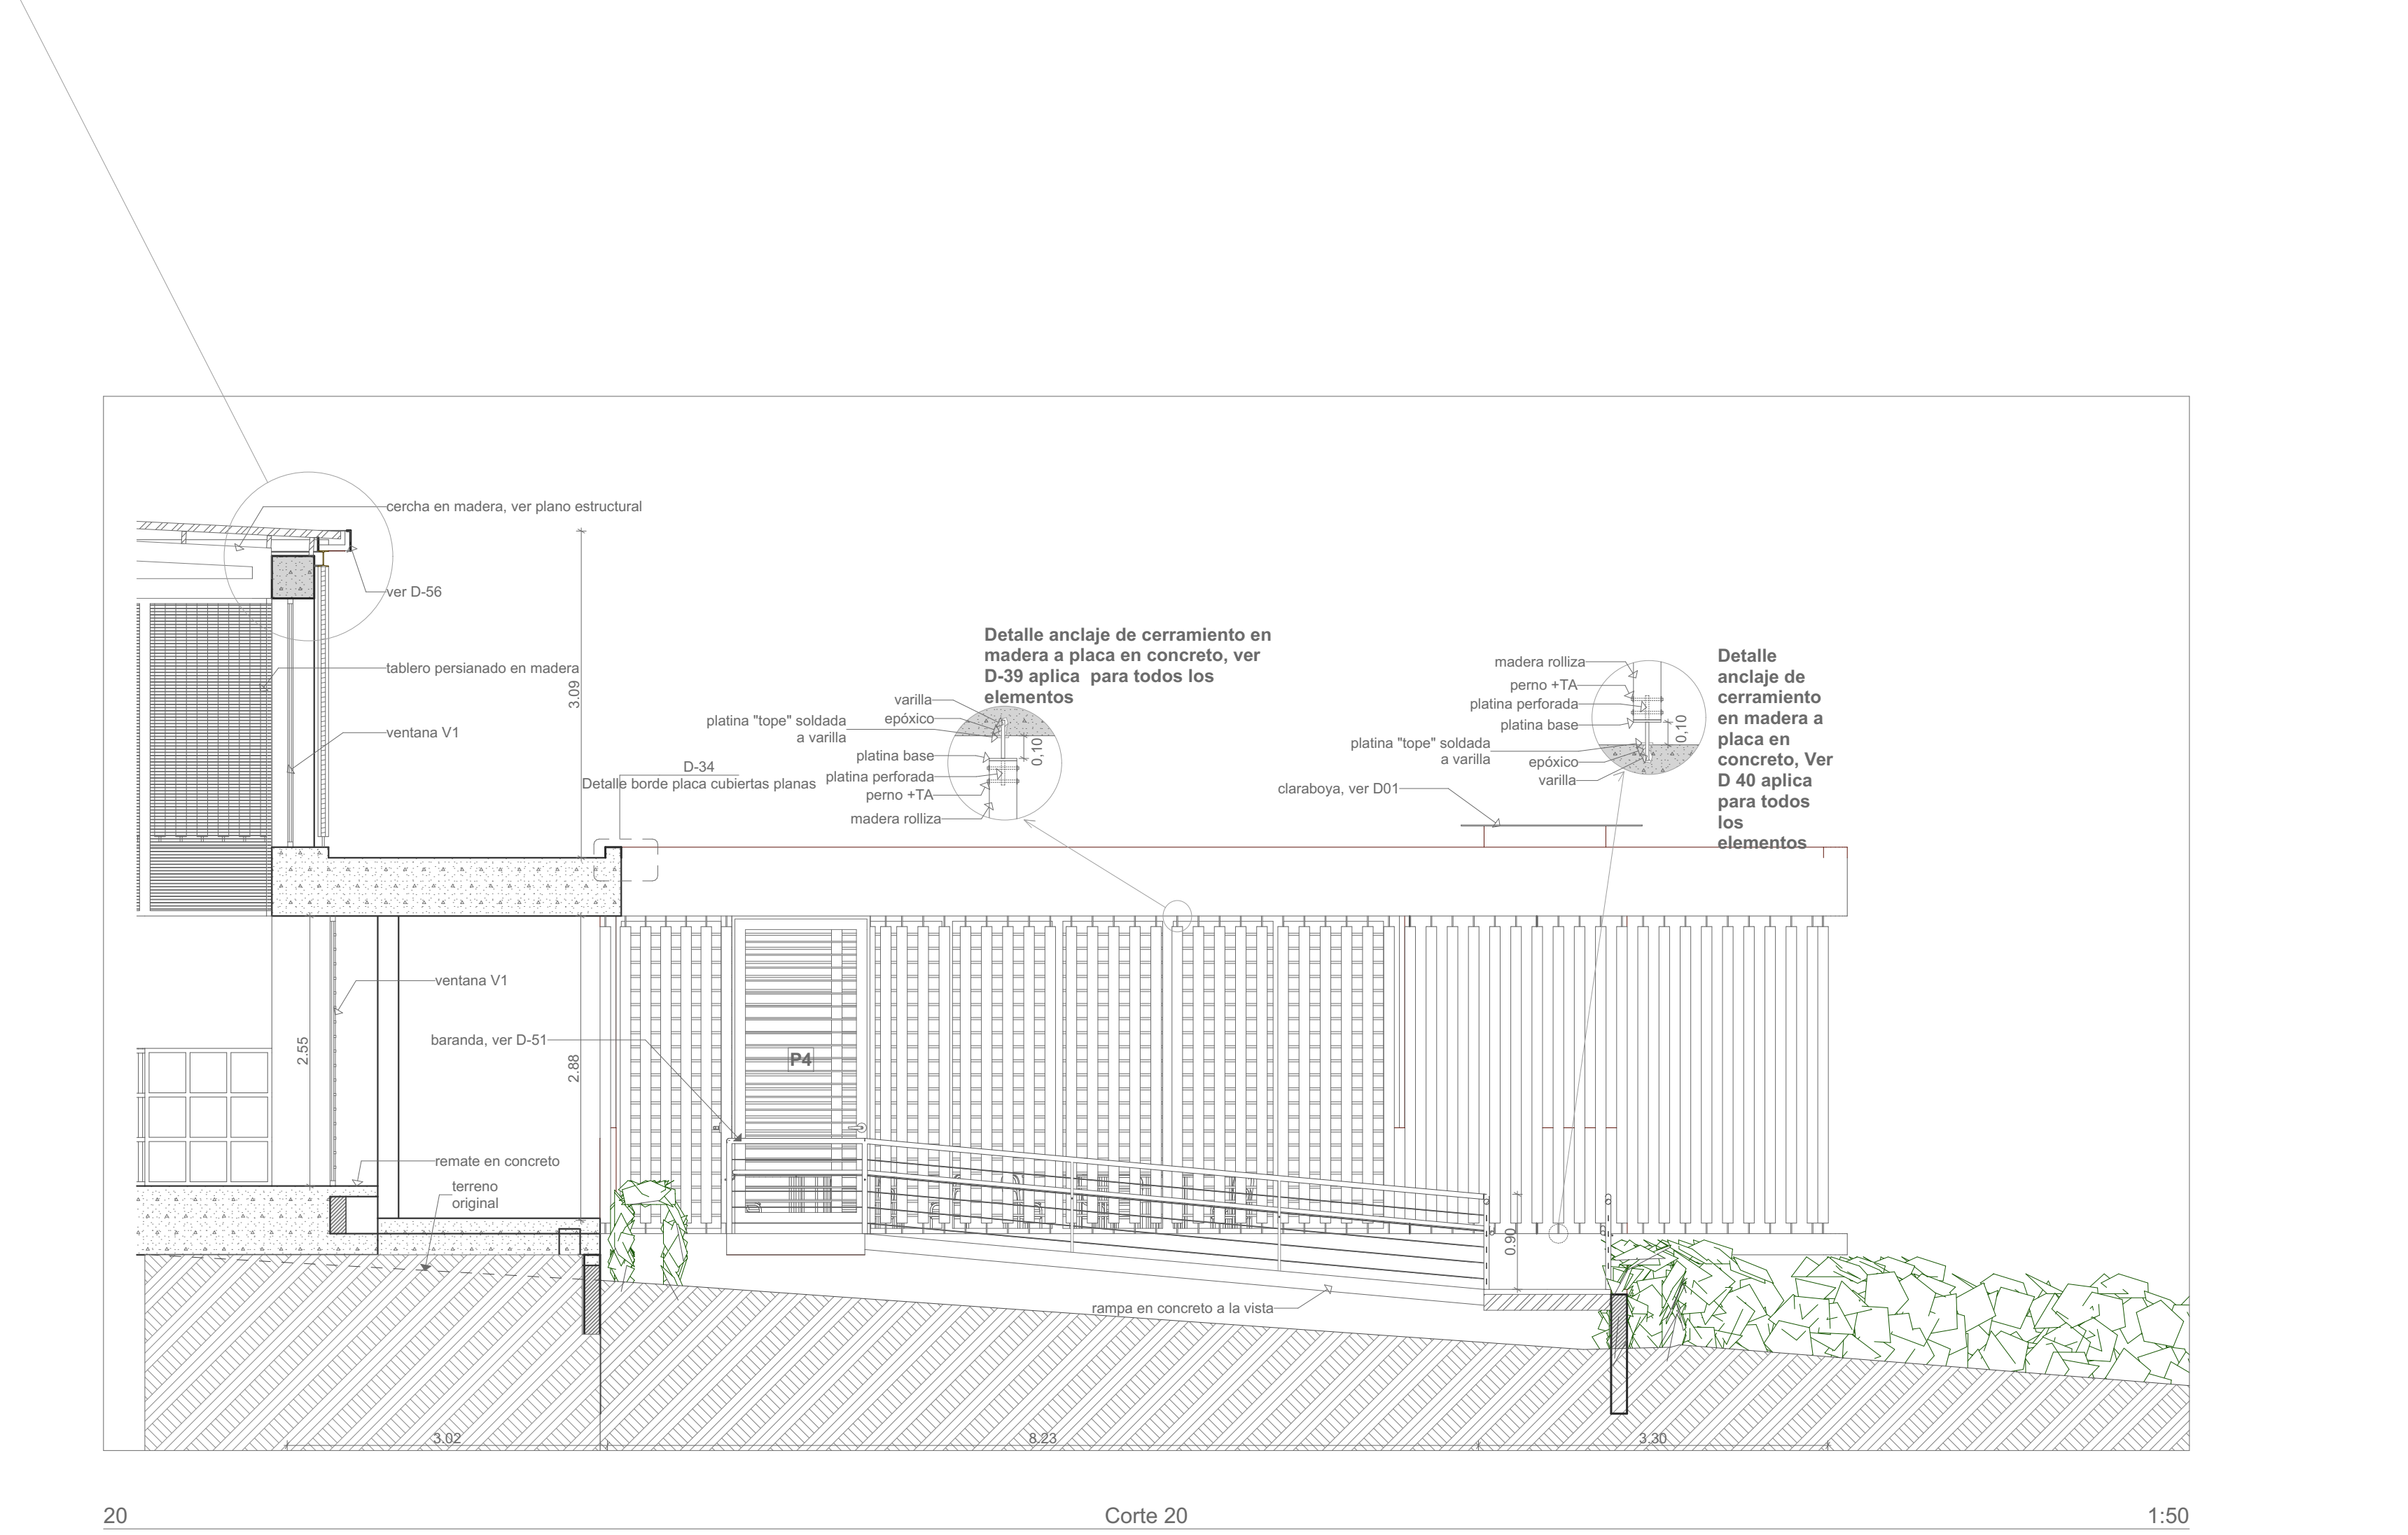 cercha en madera, ver plano estructural
ver D-56
tablero persianado en madera
3.09
ventana V1
D-34
Detalle borde placa cubiertas planas
Detalle anclaje de cerramiento en
madera a placa en concreto, ver
D-39 aplica  para todos los
elementos
varilla
epóxico
platina "tope" soldada
a varilla
platina base
platina perforada
perno +TA
madera rolliza
0,10
madera rolliza
perno +TA
platina perforada
platina base
platina "tope" soldada
a varilla
epóxico
varilla
0,10
Detalle
anclaje de
cerramiento
en madera a
placa en
concreto, Ver
D 40 aplica
para todos
los
elementos
claraboya, ver D01
ventana V1
2.55
baranda, ver D-51
2.88
P4
remate en concreto
terreno
original
0.90
rampa en concreto a la vista
3.02
8.23
3.30
20
Corte 20
1:50